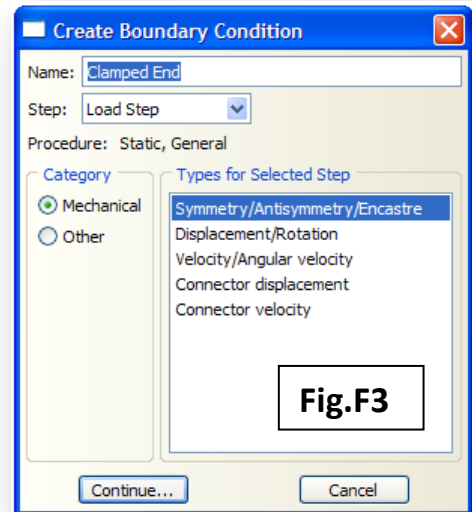 Create Boundary Condition
Name: Clamped End
Step: Load Step
Procedure: Static, General
Category
Mechanical
Other
Types for Selected Step
Symmetry/Antisymmetry/Encastre
Displacement/Rotation
Velocity/Angular velocity
Connector displacement
Connector velocity
Fig.F3
Continue...
Cancel